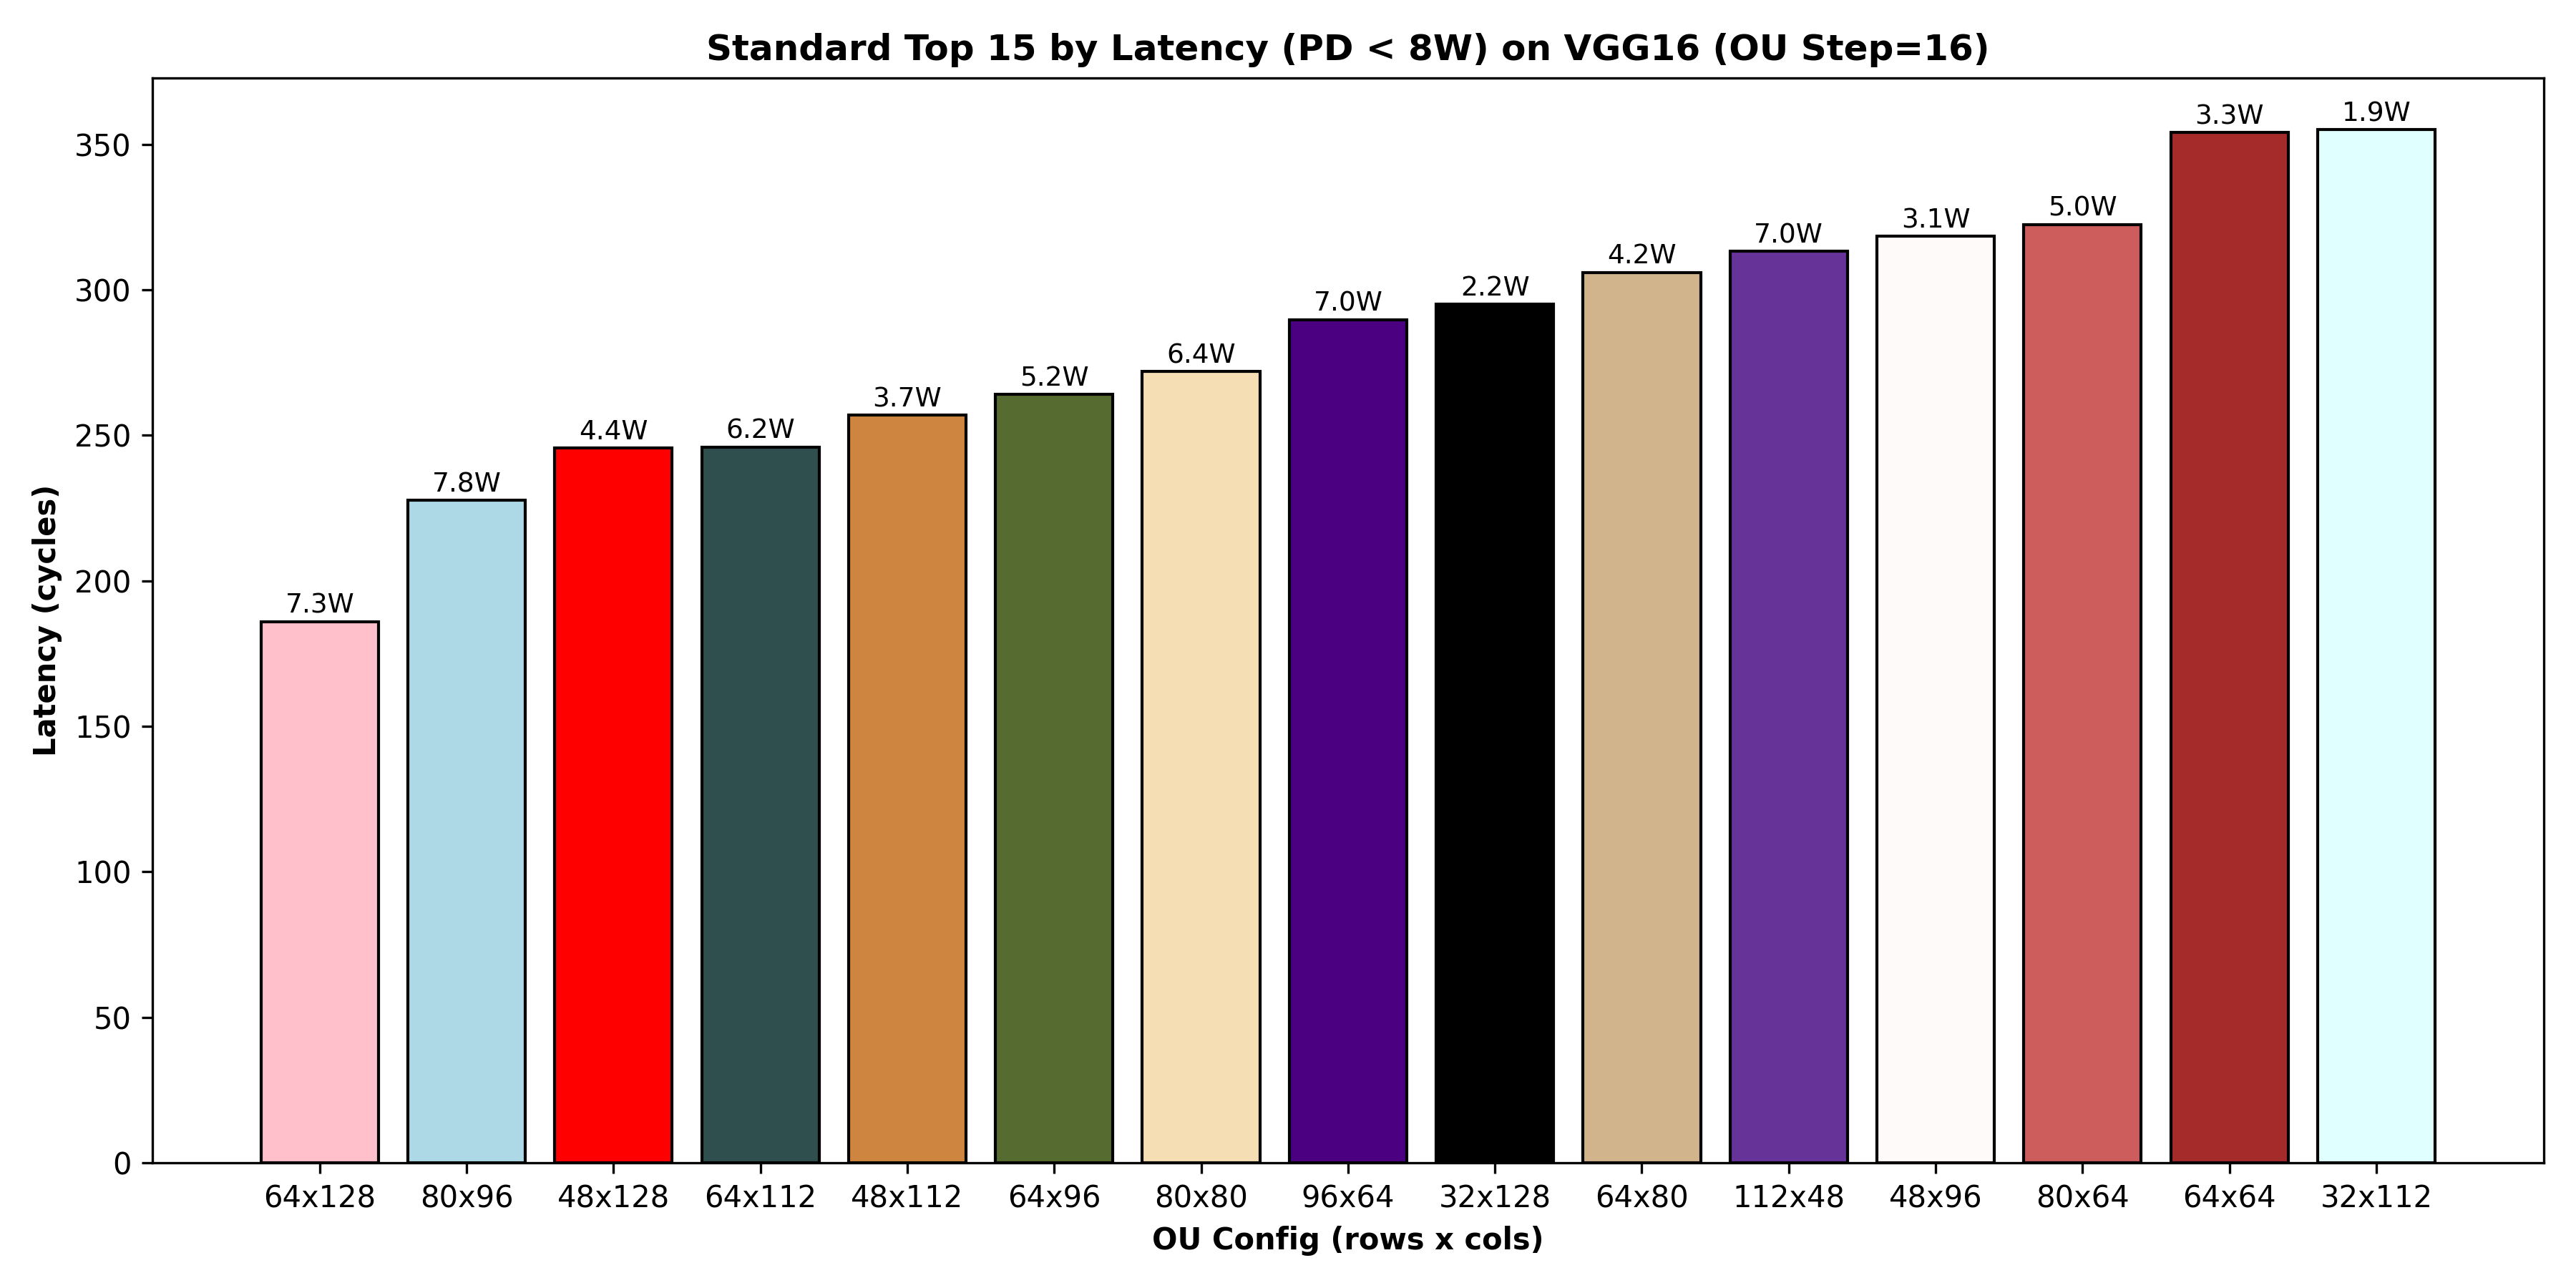 Standard Top 15 by Latency (PD < 8W) on VGG16 (OU Step=16)
Latency (cycles)
350
300
250
200
150
100
50
0
7.3W
7.8W
4.4W
6.2W
3.7W
5.2W
6.4W
7.0W
2.2W
4.2W
7.0W
3.1W
5.0W
3.3W
1.9W
64x128 80x96 48x128 64x112 48x112 64x96 80x80 96x64 32x128 64x80 112x48 48x96 80x64 64x64 32x112
OU Config (rows x cols)